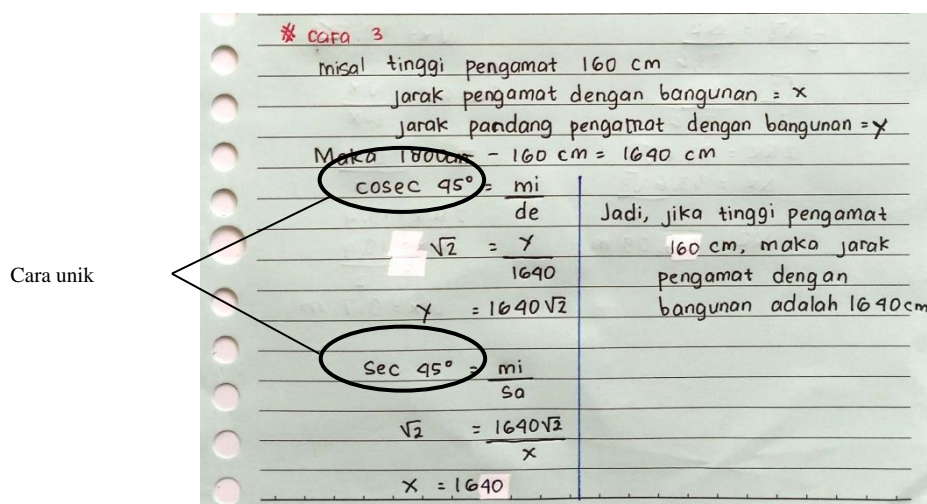 * cara 3
misal tinggi pengamat 160 cm
jarak pengamat dengan bangunan = x
jarak pandang pengamat dengan bangunan = y
Maka 1800cm - 160 cm = 1640 cm
cosec 45° = mi
de
√2 = y
1640
y = 1640√2
Sec 45° = mi
sa
√2 = 1640√2
x
x = 1640
Jadi, jika tinggi pengamat
160 cm, maka jarak
pengamat dengan
bangunan adalah 1640 cm
Cara unik